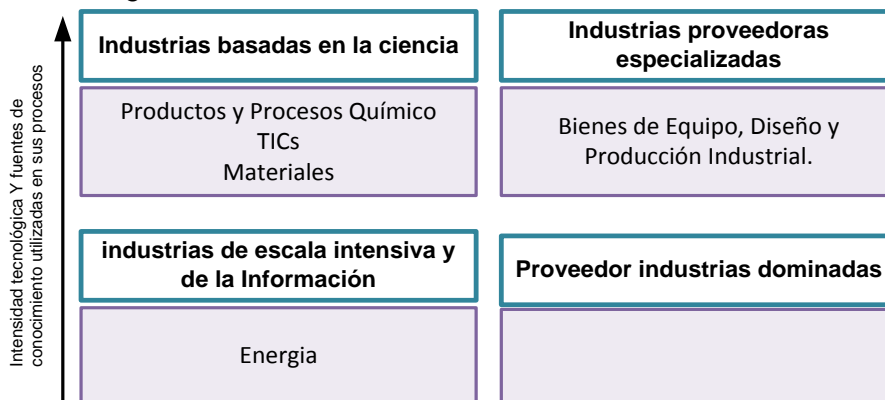 Intensidad tecnológica Y fuentes de
conocimiento utilizadas en sus procesos
Industrias basadas en la ciencia
Productos y Procesos Químico
TICs
Materiales
Industrias proveedoras
especializadas
Bienes de Equipo, Diseño y
Producción Industrial.
industrias de escala intensiva y
de la Información
Energia
Proveedor industrias dominadas